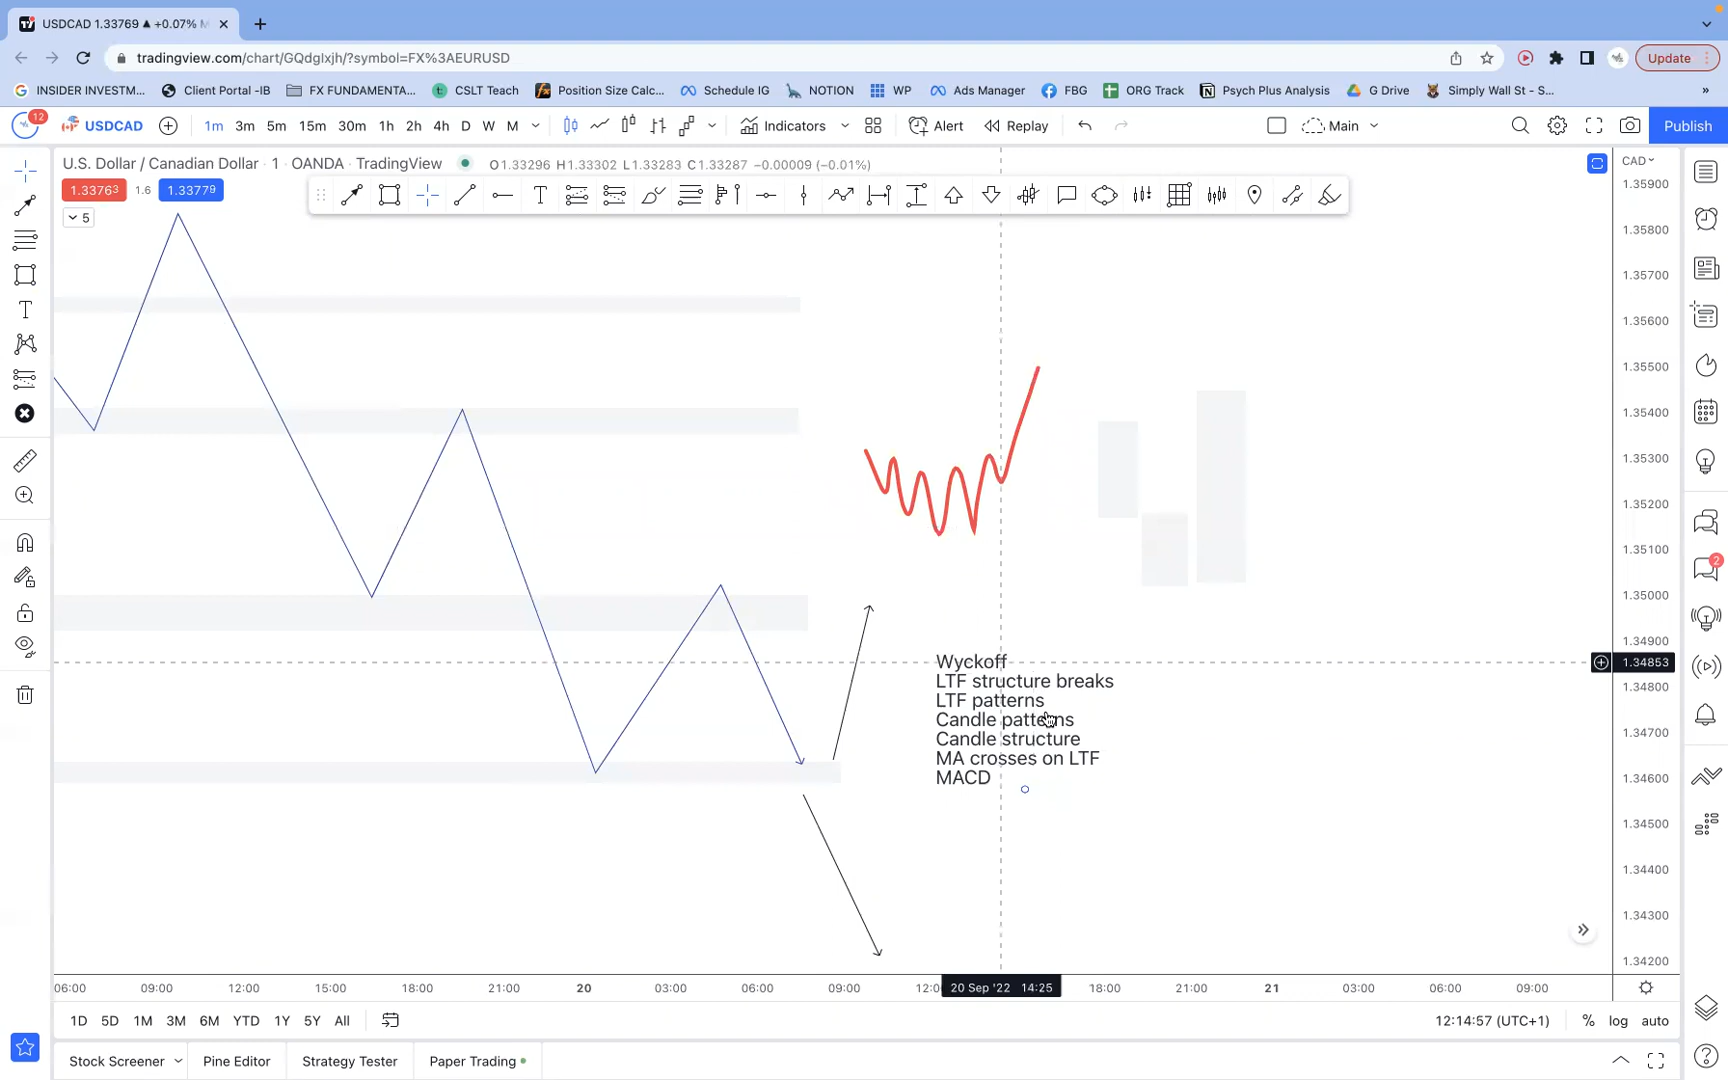 USDCAD 1.33769 ▲ +0.07% M
tradingview.com/chart/GQdglxjh/?symbol=FX%3AEURUSD
Update
INSIDER INVESTM...
Client Portal -IB
FX FUNDAMENTA...
CSLT Teach
Position Size Calc...
Schedule IG
NOTION
WP
Ads Manager
FBG
ORG Track
Psych Plus Analysis
G Drive
Simply Wall St - S...
»
12
USDCAD
1m 3m 5m 15m 30m 1h 2h 4h D W M
Indicators
Alert
Replay
Main
Publish
U.S. Dollar / Canadian Dollar · 1 · OANDA · TradingView
O1.33296 H1.33302 L1.33283 C1.33287 −0.00009 (−0.01%)
1.33763 1.6 1.33779
5
CAD
1.35900
1.35800
1.35700
1.35600
1.35500
1.35400
1.35300
1.35200
1.35100
1.35000
1.34900
1.34853
1.34800
1.34700
1.34600
1.34500
1.34400
1.34300
1.34200
Wyckoff
LTF structure breaks
LTF patterns
Candle patterns
Candle structure
MA crosses on LTF
MACD
2
06:00 09:00 12:00 15:00 18:00 21:00 20 03:00 06:00 09:00 12:0 20 Sep '22 14:25 18:00 21:00 21 03:00 06:00 09:00
1D 5D 1M 3M 6M YTD 1Y 5Y All
12:14:57 (UTC+1) % log auto
Stock Screener Pine Editor Strategy Tester Paper Trading